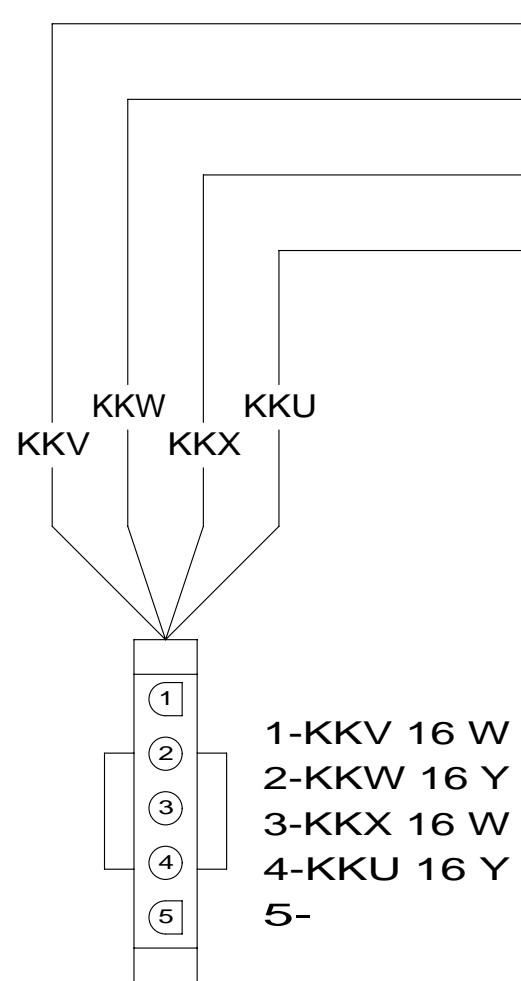 KKW KKU
KKV KKX
1
2
3
4
5
1-KKV 16 W
2-KKW 16 Y
3-KKX 16 W
4-KKU 16 Y
5-